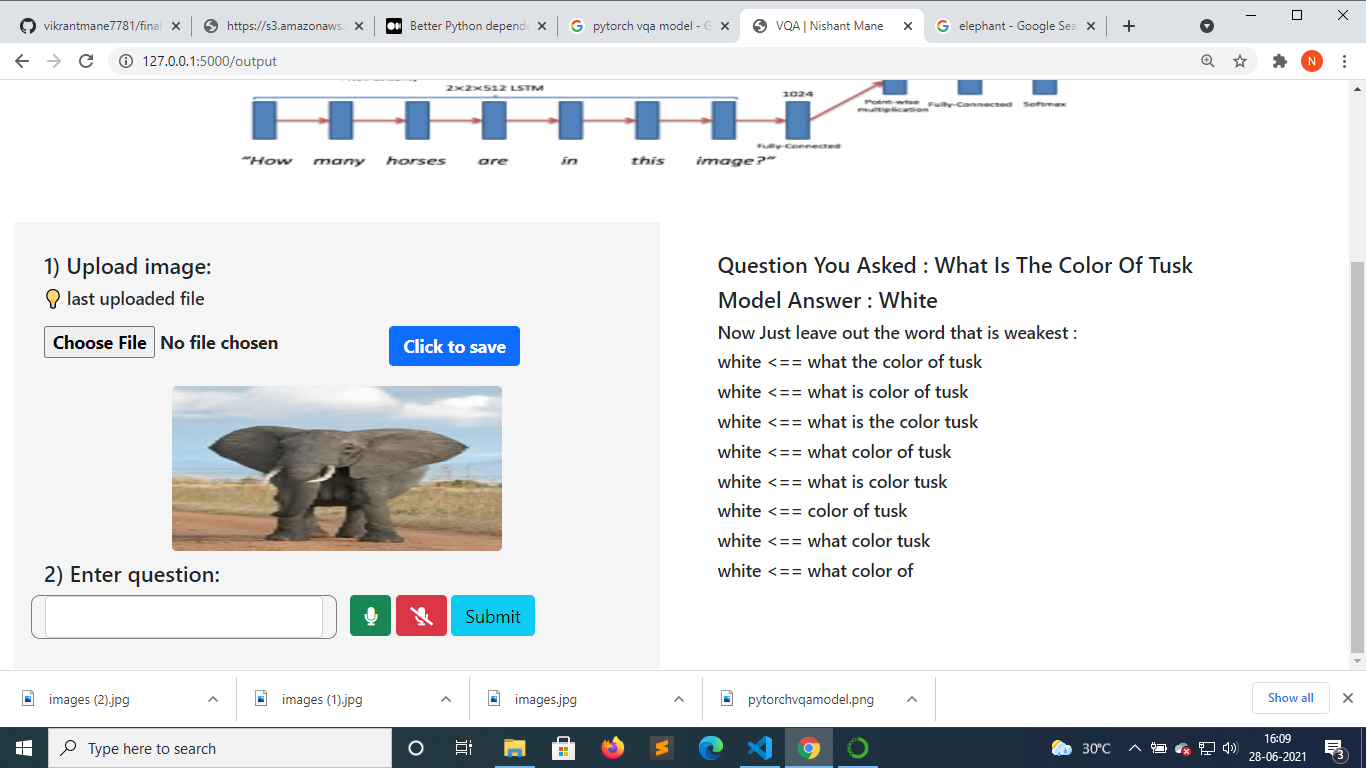 vikrantmane7781/final
https://s3.amazonaws.
Better Python depende
pytorch vqa model - G
VQA | Nishant Mane
elephant - Google Sea
127.0.0.1:5000/output
N
2×2×512 LSTM
1024
Point-wise multiplication
Fully-Connected
Softmax
Fully-Connected
"How many horses are in this image?"
1) Upload image:
last uploaded file
Choose File No file chosen
Click to save
2) Enter question:
Submit
Question You Asked : What Is The Color Of Tusk
Model Answer : White
Now Just leave out the word that is weakest :
white <== what the color of tusk
white <== what is color of tusk
white <== what is the color tusk
white <== what color of tusk
white <== what is color tusk
white <== color of tusk
white <== what color tusk
white <== what color of
images (2).jpg
images (1).jpg
images.jpg
pytorchvqamodel.png
Show all
Type here to search
30°C
16:09
28-06-2021
3